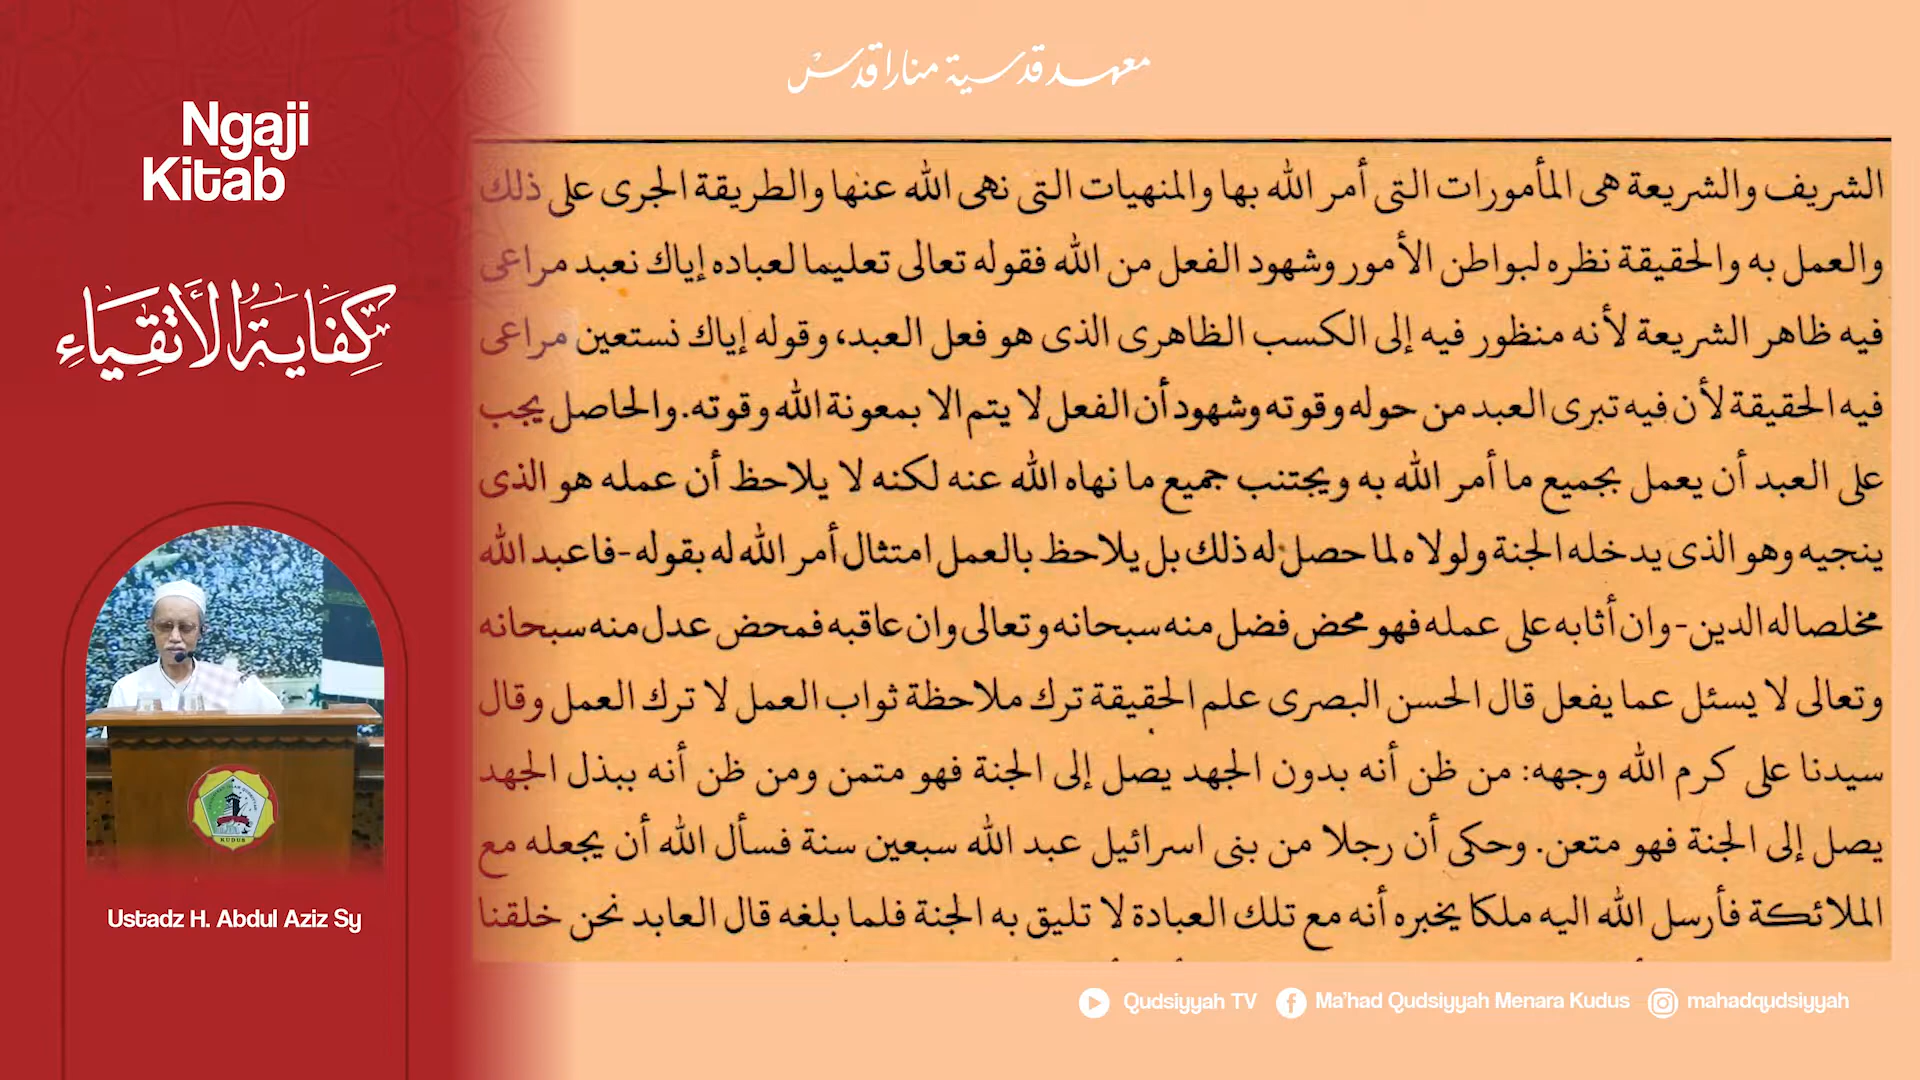 Ngaji
Kitab
كِفَايَةُ الأَتْقِيَاءِ
معهد قدسية منارا قدس
الشريف والشريعة هى المأمورات التى أمر الله بها والمنهيات التى نهى الله عنها والطريقة الجرى على ذلك
والعمل به والحقيقة نظره لبواطن الأمور وشهود الفعل من الله فقوله تعالى تعليما لعباده إياك نعبد مراعى
فيه ظاهر الشريعة لأنه منظور فيه إلى الكسب الظاهرى الذى هو فعل العبد، وقوله إياك نستعين مراعى
فيه الحقيقة لأن فيه تبرى العبد من حوله وقوته وشهود أن الفعل لا يتم الا بمعونة الله وقوته. والحاصل يجب
على العبد أن يعمل بجميع ما أمر الله به ويجتنب جميع ما نهاه الله عنه لكنه لا يلاحظ أن عمله هو الذى
ينجيه وهو الذى يدخله الجنة ولولاه لما حصل له ذلك بل يلاحظ بالعمل امتثال أمر الله له بقوله -فاعبد الله
مخلصا له الدين- وان أثابه على عمله فهو محض فضل منه سبحانه وتعالى وان عاقبه فمحض عدل منه سبحانه
وتعالى لا يسئل عما يفعل قال الحسن البصرى علم الحقيقة ترك ملاحظة ثواب العمل لا ترك العمل وقال
سيدنا على كرم الله وجهه: من ظن أنه بدون الجهد يصل إلى الجنة فهو متمن ومن ظن أنه ببذل الجهد
يصل إلى الجنة فهو متعن. وحكى أن رجلا من بنى اسرائيل عبد الله سبعين سنة فسأل الله أن يجعله مع
الملائكة فأرسل الله اليه ملكا يخبره أنه مع تلك العبادة لا تليق به الجنة فلما بلغه قال العابد نحن خلقنا
KUDUS
Ustadz H. Abdul Aziz Sy
Qudsiyyah TV Ma'had Qudsiyyah Menara Kudus mahadqudsiyyah